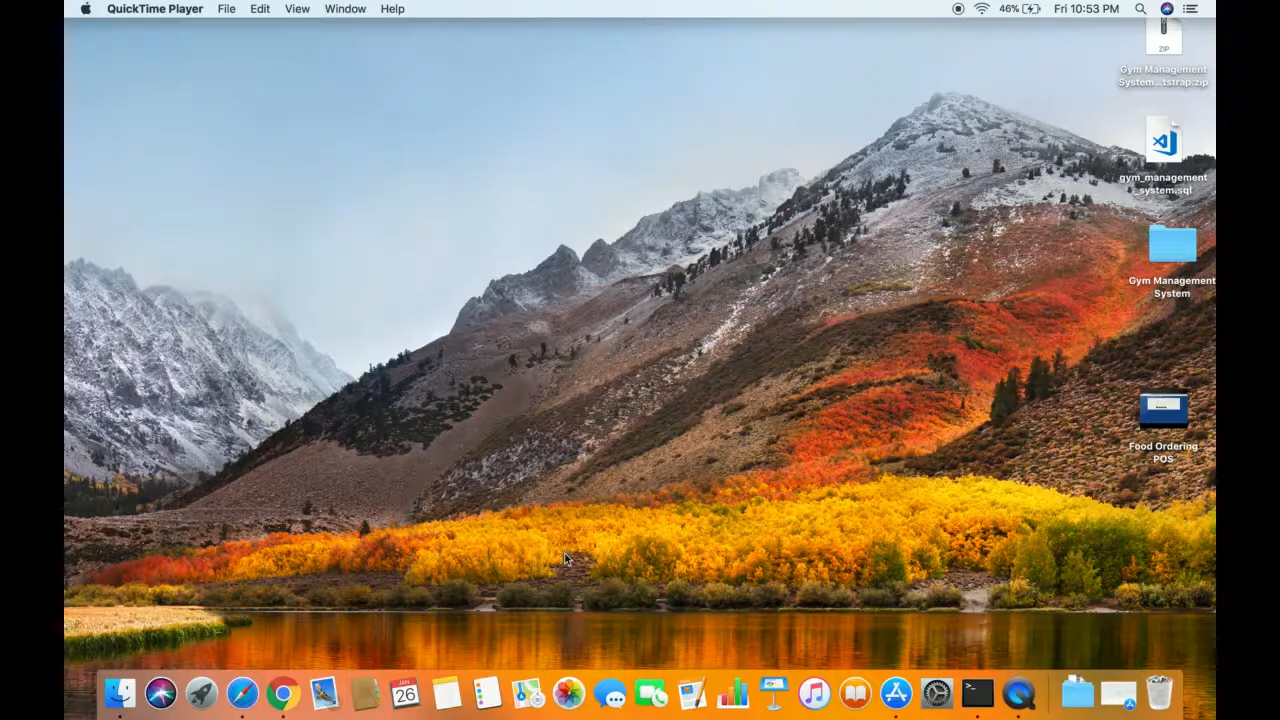 QuickTime Player File Edit View Window Help 46% Fri 10:53 PM
ZIP
Gym Management
System...tstrap.zip
gym_management
_system.sql
Gym Management
System
Food Ordering
POS
JAN
26